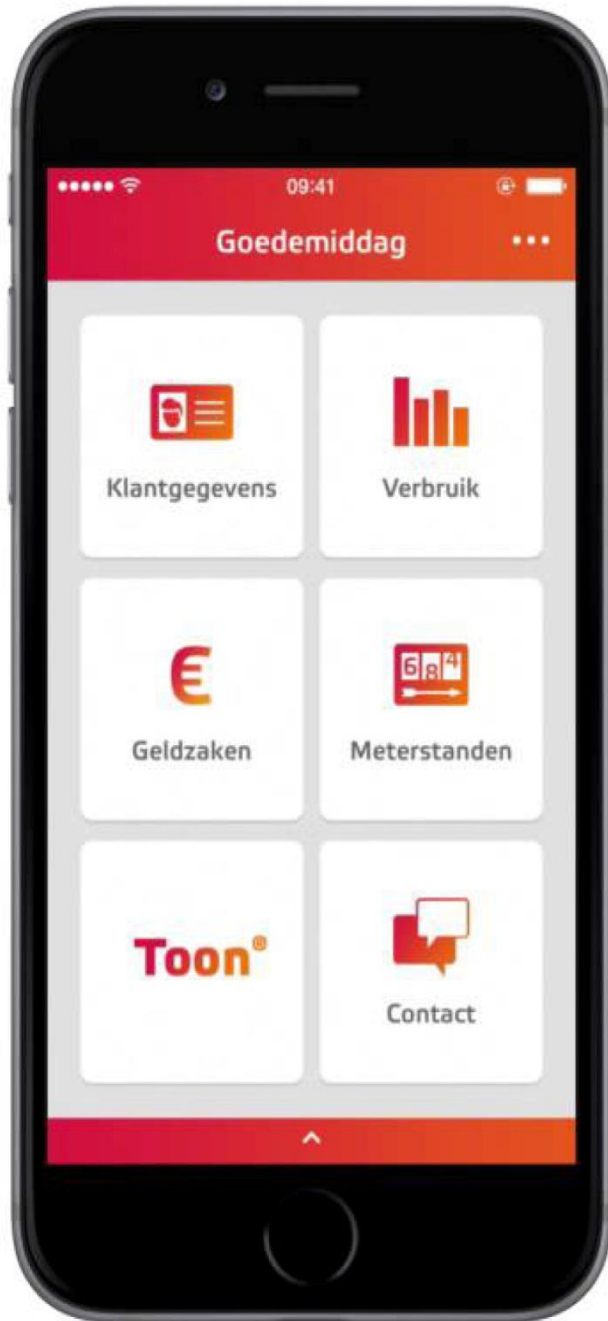 09:41
Goedemiddag
Klantgegevens
Verbruik
€
684
Geldzaken
Meterstanden
Toon®
Contact